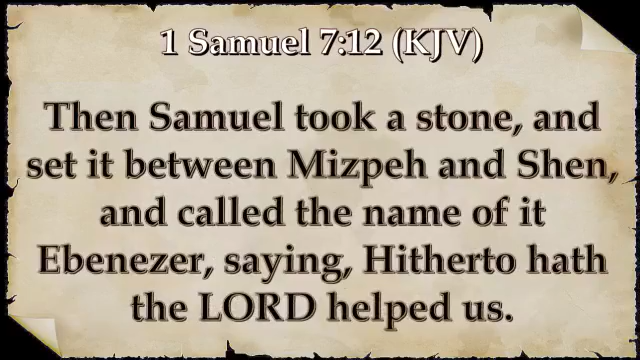 1 Samuel 7:12 (KJV)
Then Samuel took a stone, and
set it between Mizpeh and Shen,
and called the name of it
Ebenezer, saying, Hitherto hath
the LORD helped us.